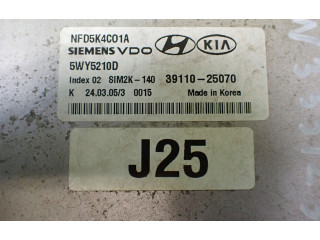 NFD5K4C01A
SIEMENS VDO HYUNDAI KIA
5WY5210D
Index 02 SIM2K-140 39110-25070
K 24.03.05/3 0015 Made in Korea
J25